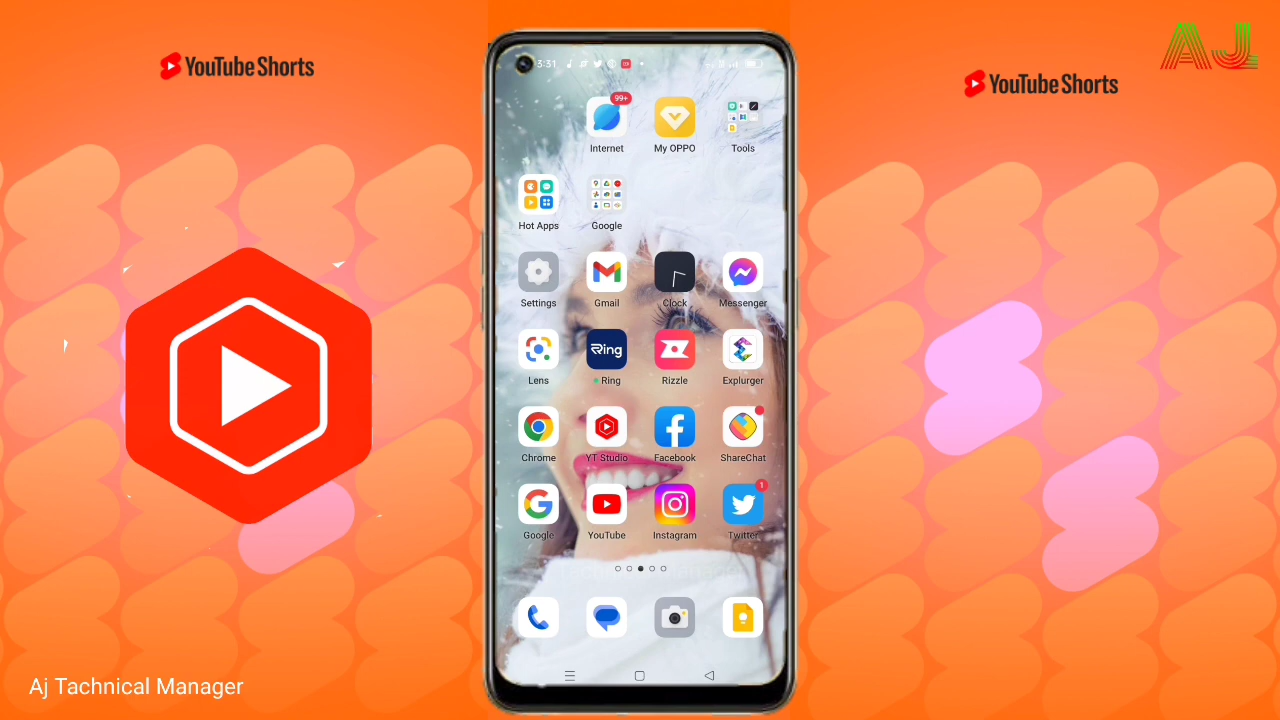 YouTube Shorts
YouTube Shorts
AJ
3:31
99+
Internet
My OPPO
Tools
Hot Apps
Google
Settings
Gmail
Clock
Messenger
Lens
Ring
Ring
Rizzle
Explurger
Chrome
YT Studio
Facebook
ShareChat
1
Google
YouTube
Instagram
Twitter
Aj Tachnical Manager